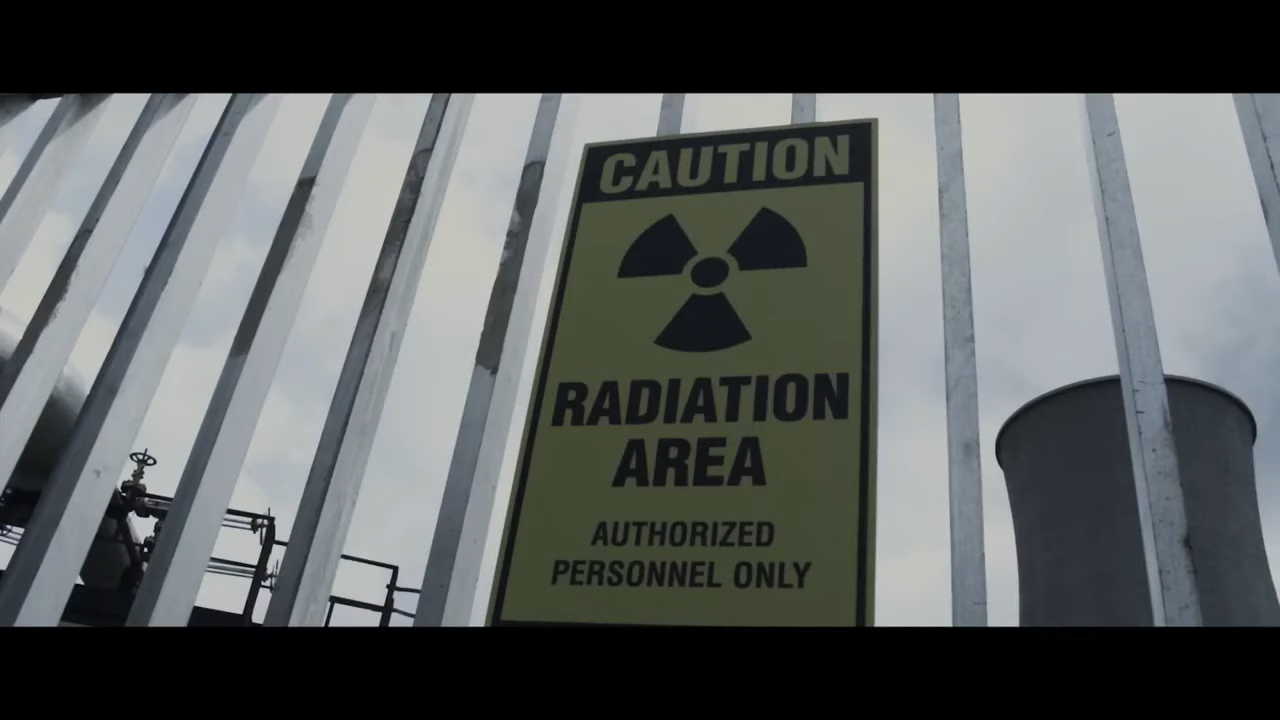 CAUTION
RADIATION
AREA
AUTHORIZED
PERSONNEL ONLY